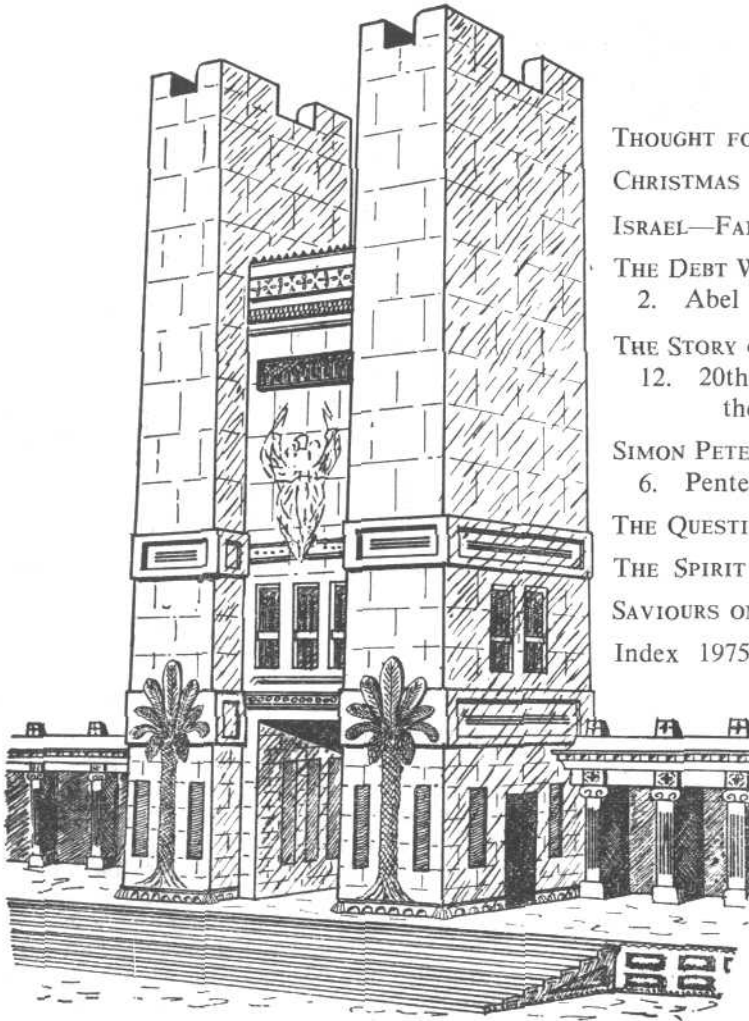 THOUGHT FO
CHRISTMAS
ISRAEL—FA
THE DEBT W
2. Abel
THE STORY
12. 20th
the
SIMON PETE
6. Pente
THE QUESTI
THE SPIRIT
SAVIOURS O
Index 1975